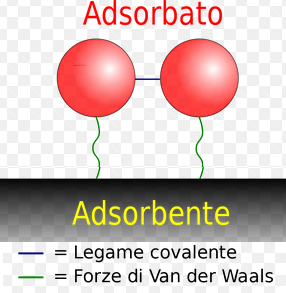 Adsorbato
Adsorbente
= Legame covalente
= Forze di Van der Waals